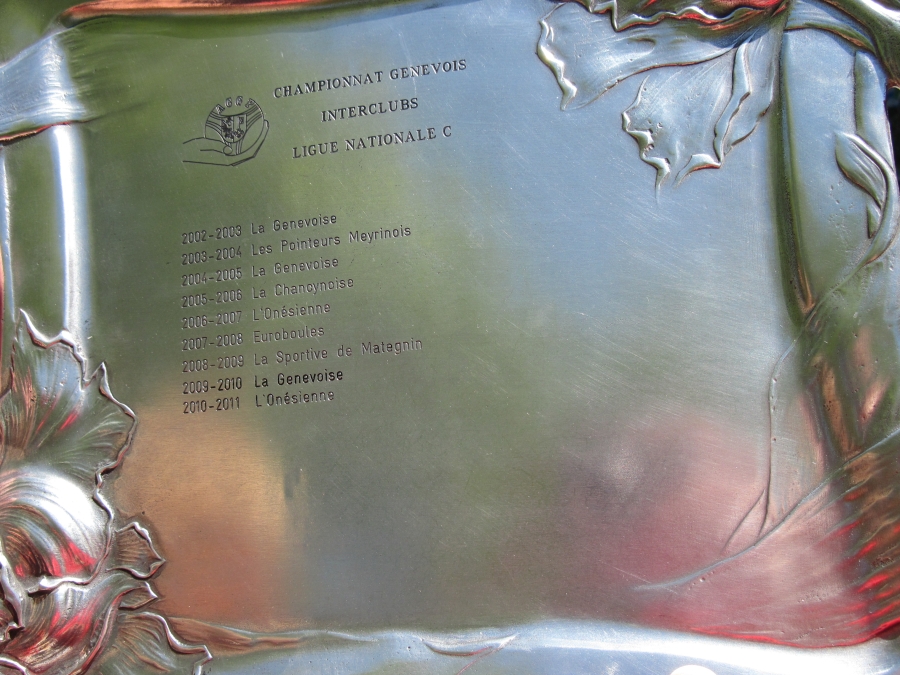 CHAMPIONNAT GENEVOIS
INTERCLUBS
LIGUE NATIONALE C
2002-2003 La Genevoise
2003-2004 Les Pointeurs Meyrinois
2004-2005 La Genevoise
2005-2006 La Chancynoise
2006-2007 L'Onésienne
2007-2008 Euroboules
2008-2009 La Sportive de Mategnin
2009-2010 La Genevoise
2010-2011 L'Onésienne